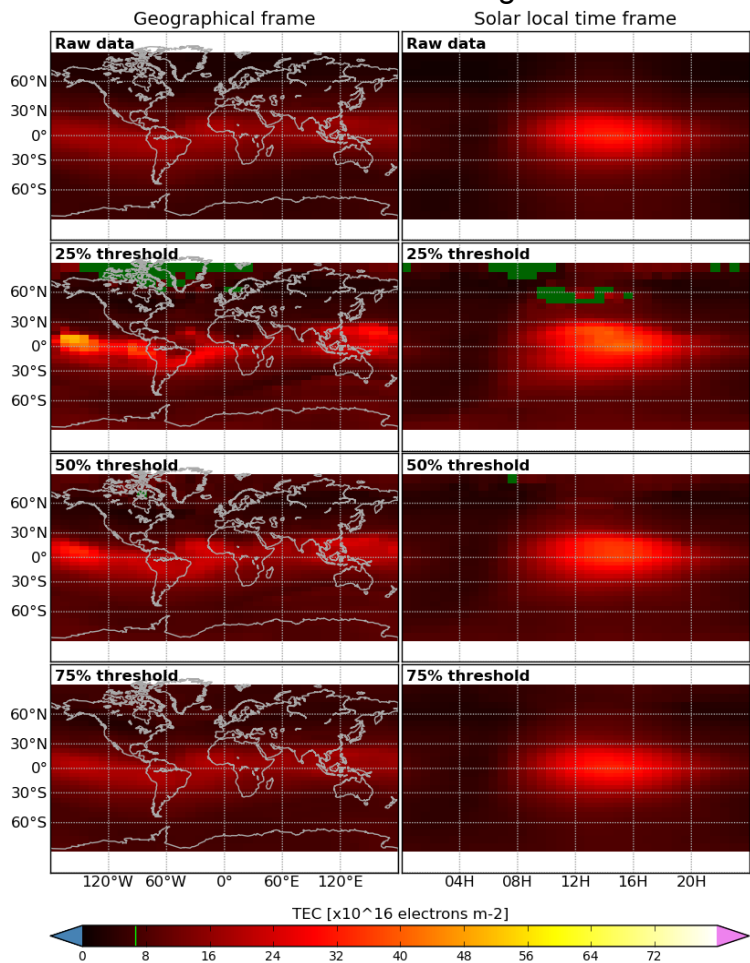 Geographical frame Solar local time frame
Raw data Raw data
60°N
30°N
0°
30°S
60°S
25% threshold 25% threshold
60°N
30°N
0°
30°S
60°S
50% threshold 50% threshold
60°N
30°N
0°
30°S
60°S
75% threshold 75% threshold
60°N
30°N
0°
30°S
60°S
120°W 60°W 0° 60°E 120°E 04H 08H 12H 16H 20H
TEC [x10^16 electrons m-2]
0 8 16 24 32 40 48 56 64 72